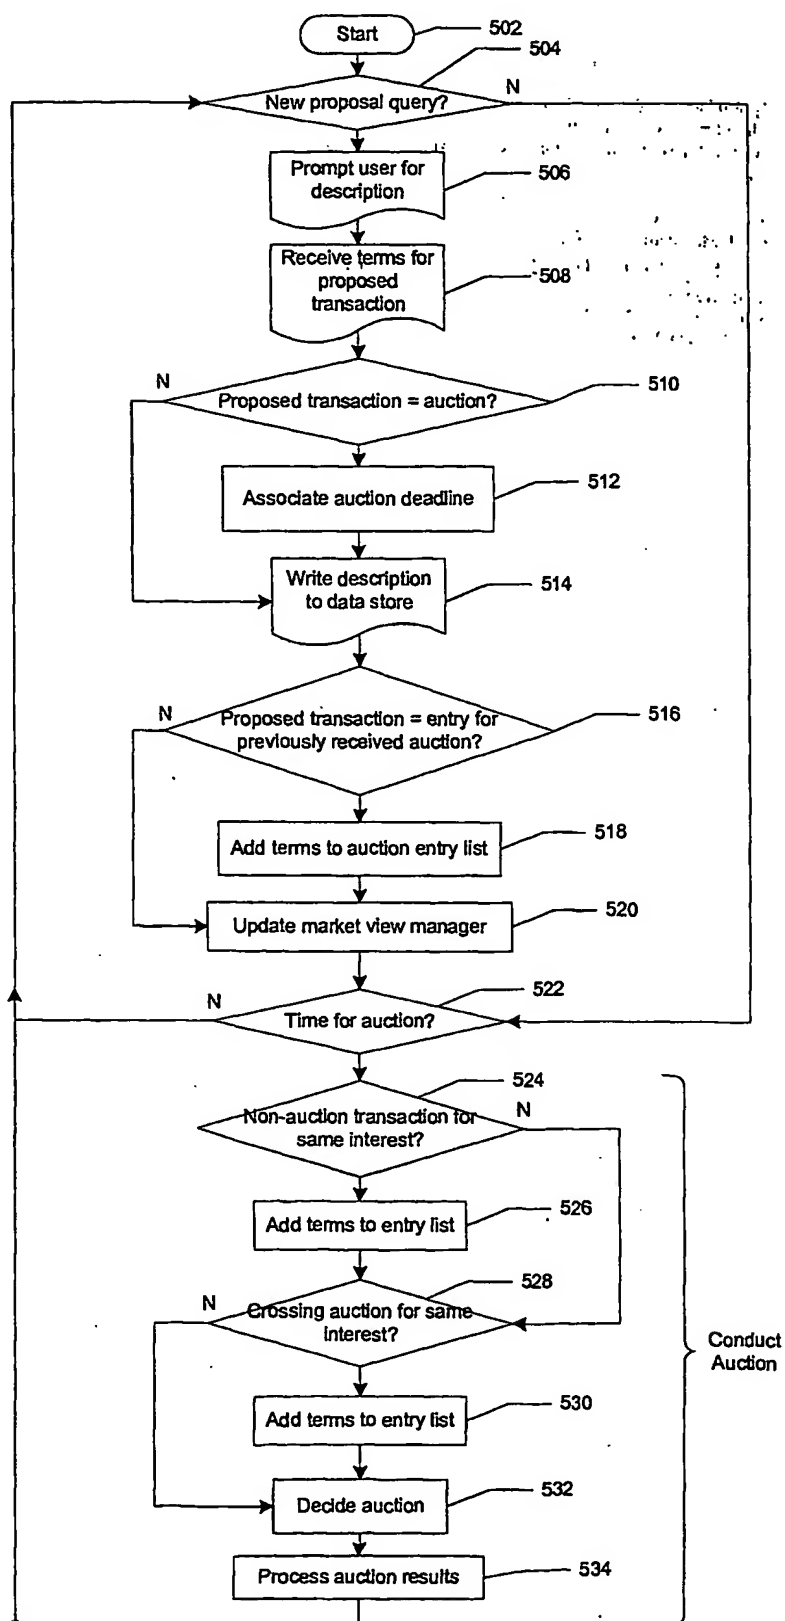 Start
502
504
New proposal query?
N
Prompt user for
description
506
Receive terms for
proposed
transaction
508
N
Proposed transaction = auction?
510
Associate auction deadline
512
Write description
to data store
514
N
Proposed transaction = entry for
previously received auction?
516
Add terms to auction entry list
518
Update market view manager
520
N
Time for auction?
522
524
Non-auction transaction for
same interest?
N
Add terms to entry list
526
528
N
Crossing auction for same
interest?
Conduct
Auction
Add terms to entry list
530
Decide auction
532
Process auction results
534